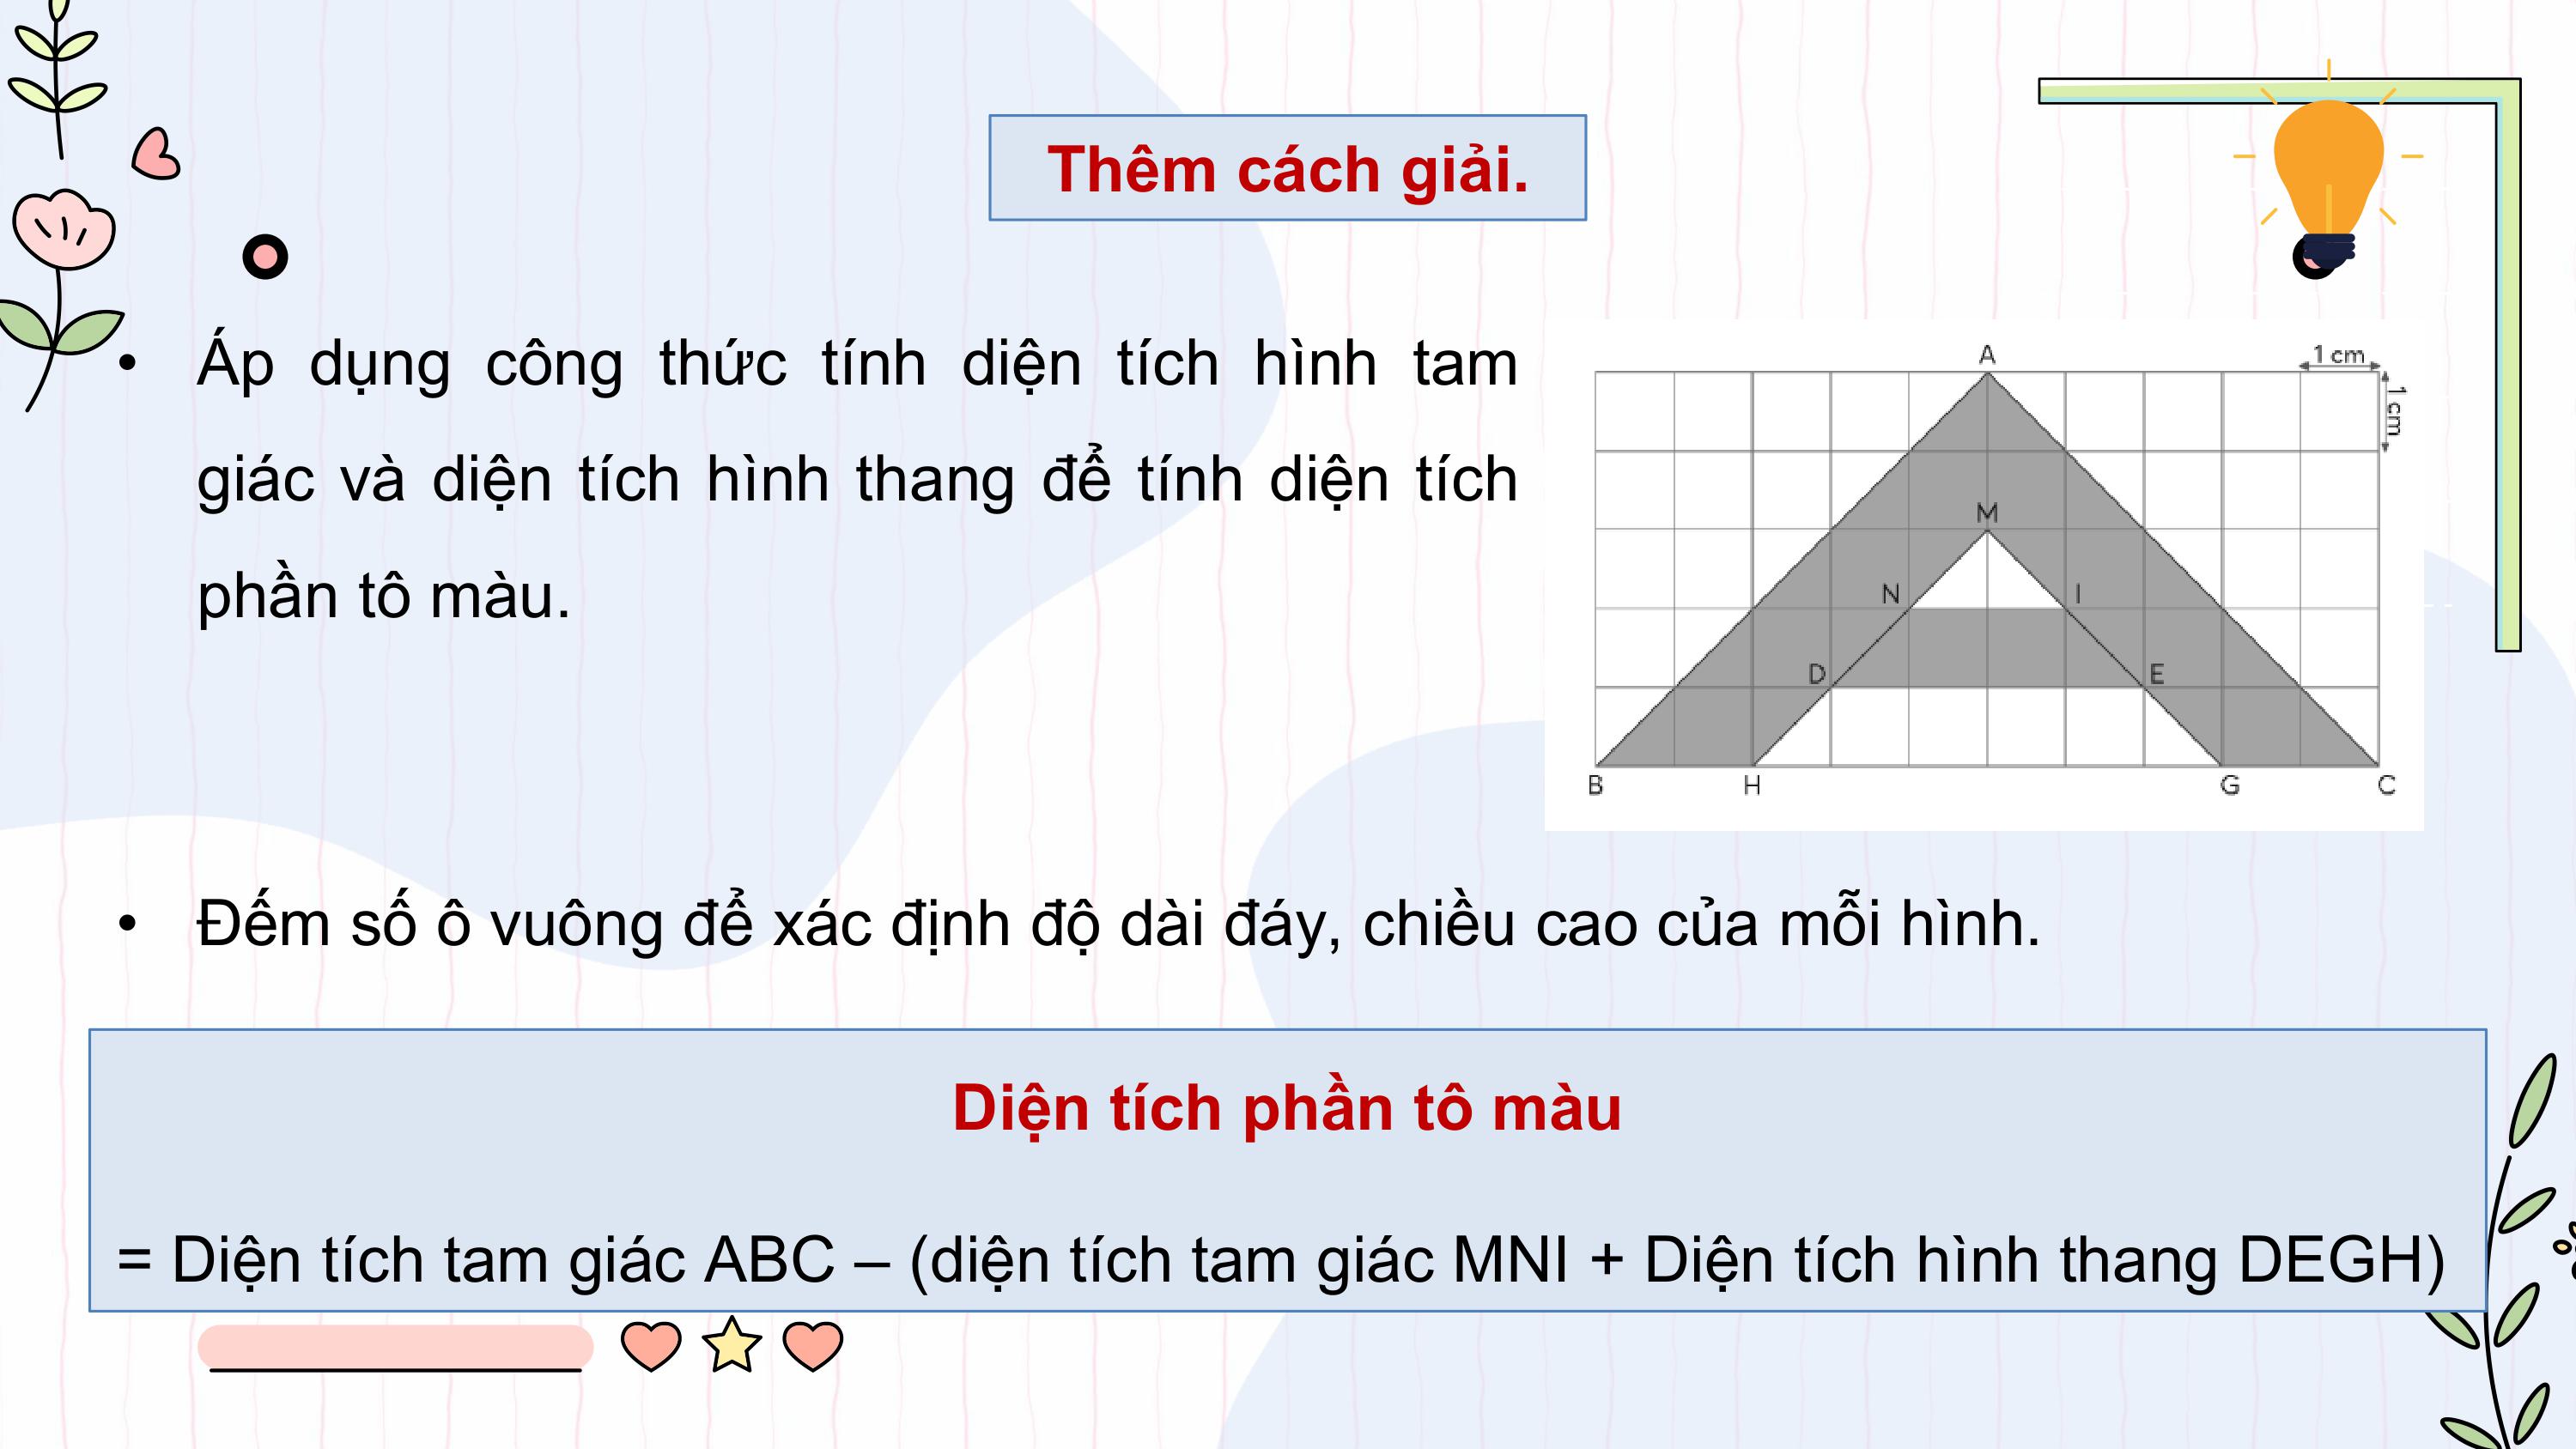 Thêm cách giải.
• Áp dụng công thức tính diện tích hình tam
giác và diện tích hình thang để tính diện tích
phần tô màu.
A
1 cm
1 cm
M
N
I
D
E
B
H
G
C
• Đếm số ô vuông để xác định độ dài đáy, chiều cao của mỗi hình.
Diện tích phần tô màu
= Diện tích tam giác ABC – (diện tích tam giác MNI + Diện tích hình thang DEGH)